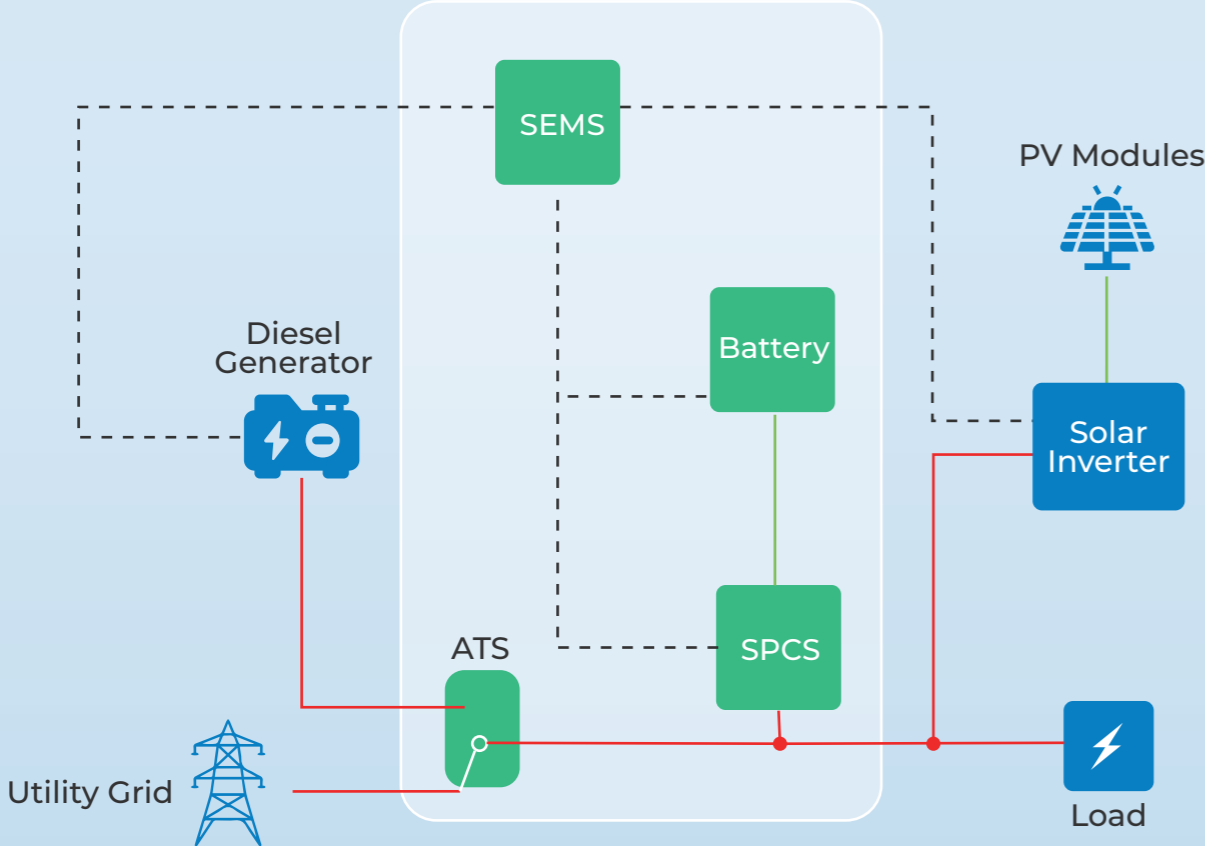 SEMS
PV Modules
Diesel
Generator
Battery
Solar
Inverter
ATS
SPCS
Utility Grid
Load